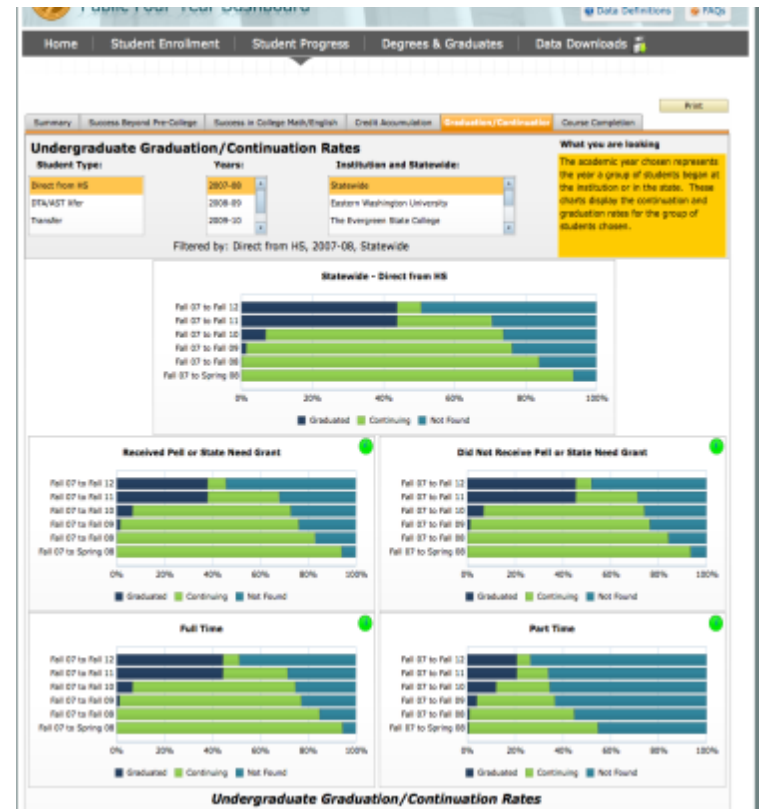 Public Four Year Dashboard
Data Definitions FAQs
Home Student Enrollment Student Progress Degrees & Graduates Data Downloads
Print
Summary Success Beyond Pre-College Success in College Math/English Credit Accumulation Graduation/Continuation Course Completion
Undergraduate Graduation/Continuation Rates
Student Type: Years: Institution and Statewide:
Direct from HS 2007-08 Statewide
DTA/AST Xfer 2008-09 Eastern Washington University
Transfer 2009-10 The Evergreen State College
Filtered by: Direct from HS, 2007-08, Statewide
What you are looking
The academic year chosen represents
the year a group of students began at
the institution or in the state. These
charts display the continuation and
graduation rates for the group of
students chosen.
Statewide - Direct from HS
Fall 07 to Fall 12
Fall 07 to Fall 11
Fall 07 to Fall 10
Fall 07 to Fall 09
Fall 07 to Fall 08
Fall 07 to Spring 08
0% 20% 40% 60% 80% 100%
Graduated Continuing Not Found
Received Pell or State Need Grant
Fall 07 to Fall 12
Fall 07 to Fall 11
Fall 07 to Fall 10
Fall 07 to Fall 09
Fall 07 to Fall 08
Fall 07 to Spring 08
0% 20% 40% 60% 80% 100%
Graduated Continuing Not Found
Did Not Receive Pell or State Need Grant
Fall 07 to Fall 12
Fall 07 to Fall 11
Fall 07 to Fall 10
Fall 07 to Fall 09
Fall 07 to Fall 08
Fall 07 to Spring 08
0% 20% 40% 60% 80% 100%
Graduated Continuing Not Found
Full Time
Fall 07 to Fall 12
Fall 07 to Fall 11
Fall 07 to Fall 10
Fall 07 to Fall 09
Fall 07 to Fall 08
Fall 07 to Spring 08
0% 20% 40% 60% 80% 100%
Graduated Continuing Not Found
Part Time
Fall 07 to Fall 12
Fall 07 to Fall 11
Fall 07 to Fall 10
Fall 07 to Fall 09
Fall 07 to Fall 08
Fall 07 to Spring 08
0% 20% 40% 60% 80% 100%
Graduated Continuing Not Found
Undergraduate Graduation/Continuation Rates